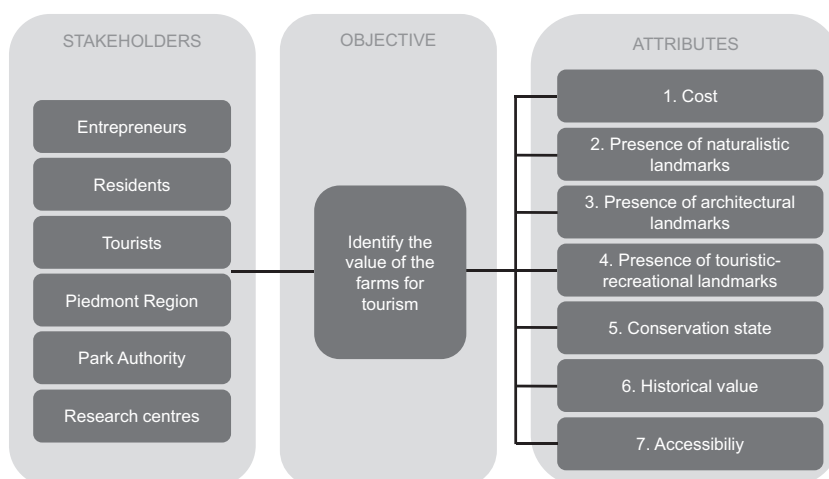 STAKEHOLDERS
Entrepreneurs
Residents
Tourists
Piedmont Region
Park Authority
Research centres
OBJECTIVE
Identify the
value of the
farms for
tourism
ATTRIBUTES
1. Cost
2. Presence of naturalistic
landmarks
3. Presence of architectural
landmarks
4. Presence of touristic-
recreational landmarks
5. Conservation state
6. Historical value
7. Accessibiliy